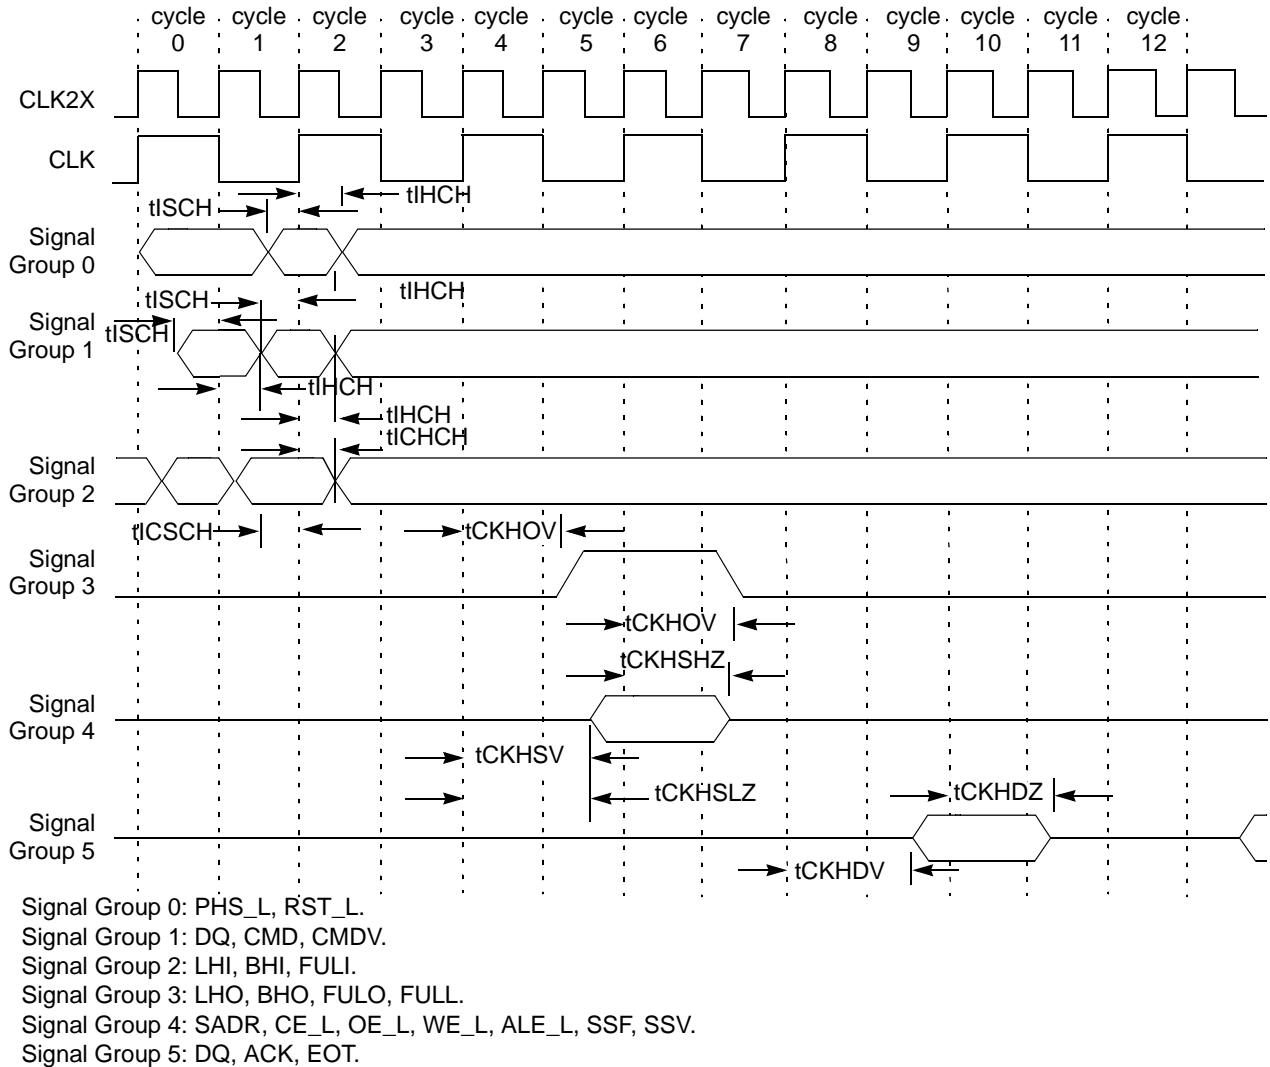 cycle cycle cycle cycle cycle cycle cycle cycle cycle cycle cycle cycle cycle
0 1 2 3 4 5 6 7 8 9 10 11 12
CLK2X
CLK
tIHCH
tISCH
Signal
Group 0
tIHCH
tISCH
Signal
Group 1
tISCH
tIHCH
tIHCH
tICHCH
Signal
Group 2
tICSCH
tCKHOV
Signal
Group 3
tCKHOV
tCKHSHZ
Signal
Group 4
tCKHSV
tCKHSLZ
tCKHDZ
Signal
Group 5
tCKHDV
Signal Group 0: PHS_L, RST_L.
Signal Group 1: DQ, CMD, CMDV.
Signal Group 2: LHI, BHI, FULI.
Signal Group 3: LHO, BHO, FULO, FULL.
Signal Group 4: SADR, CE_L, OE_L, WE_L, ALE_L, SSF, SSV.
Signal Group 5: DQ, ACK, EOT.